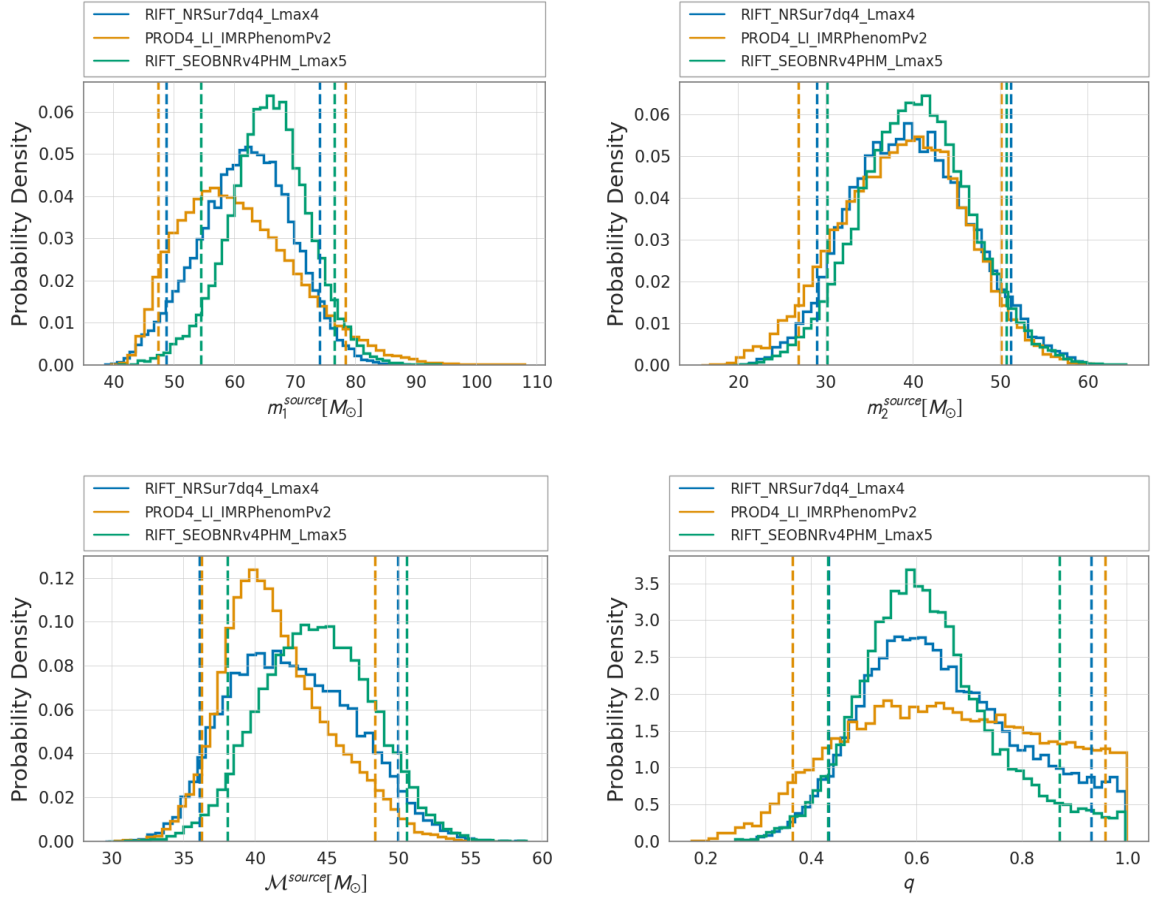 RIFT_NRSur7dq4_Lmax4
PROD4_LI_IMRPhenomPv2
RIFT_SEOBNRv4PHM_Lmax5
Probability Density
0.06
0.05
0.04
0.03
0.02
0.01
0.00
40 50 60 70 80 90 100 110
m_1^{source}[M_⊙]
RIFT_NRSur7dq4_Lmax4
PROD4_LI_IMRPhenomPv2
RIFT_SEOBNRv4PHM_Lmax5
Probability Density
0.06
0.05
0.04
0.03
0.02
0.01
0.00
20 30 40 50 60
m_2^{source}[M_⊙]
RIFT_NRSur7dq4_Lmax4
PROD4_LI_IMRPhenomPv2
RIFT_SEOBNRv4PHM_Lmax5
Probability Density
0.12
0.10
0.08
0.06
0.04
0.02
0.00
30 35 40 45 50 55 60
ℳ^{source}[M_⊙]
RIFT_NRSur7dq4_Lmax4
PROD4_LI_IMRPhenomPv2
RIFT_SEOBNRv4PHM_Lmax5
Probability Density
3.5
3.0
2.5
2.0
1.5
1.0
0.5
0.0
0.2 0.4 0.6 0.8 1.0
q